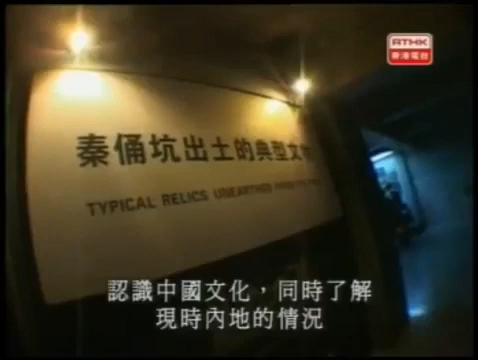 RTHK
香港電台
秦俑坑出土的典型文
TYPICAL RELICS UNEARTHED
認識中國文化，同時了解
現時內地的情況